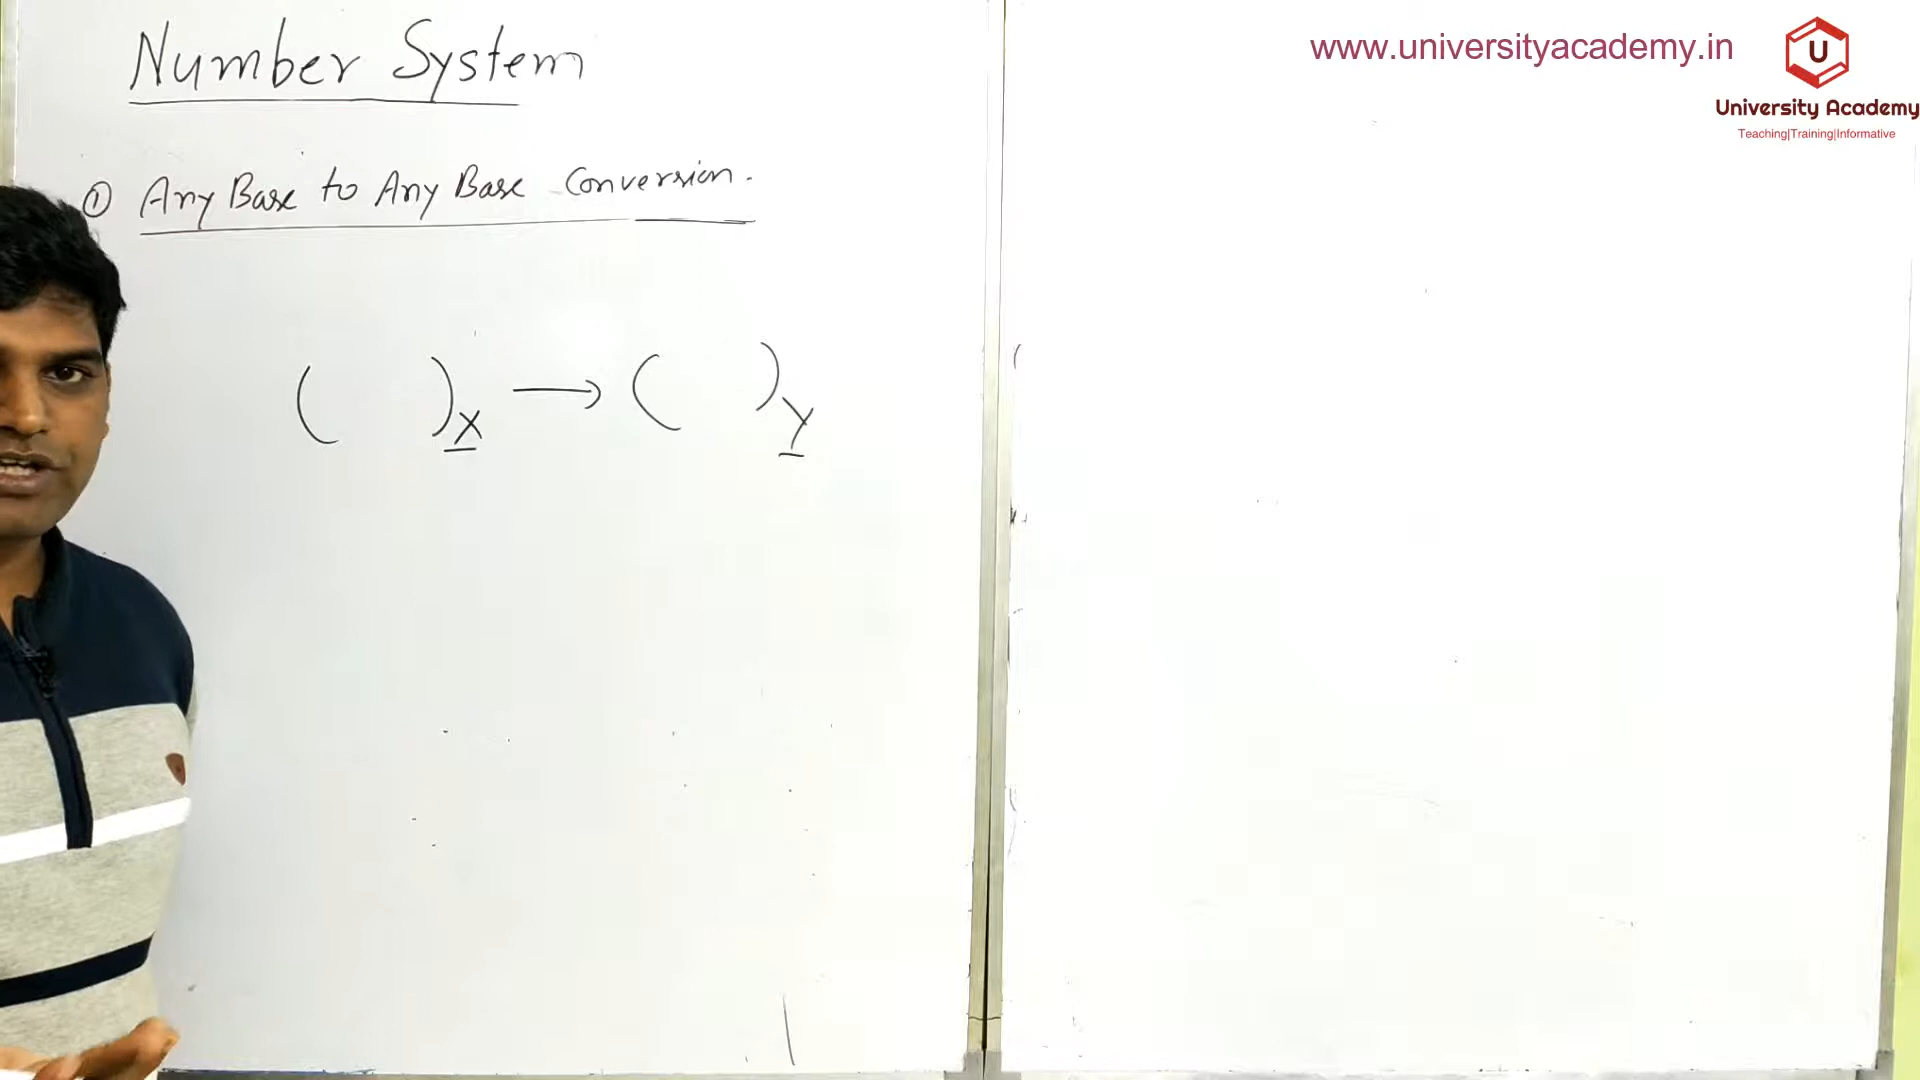 Number System
① Any Base to Any Base Conversion.
( )X → ( )Y
www.universityacademy.in
U
University Academy
Teaching|Training|Informative